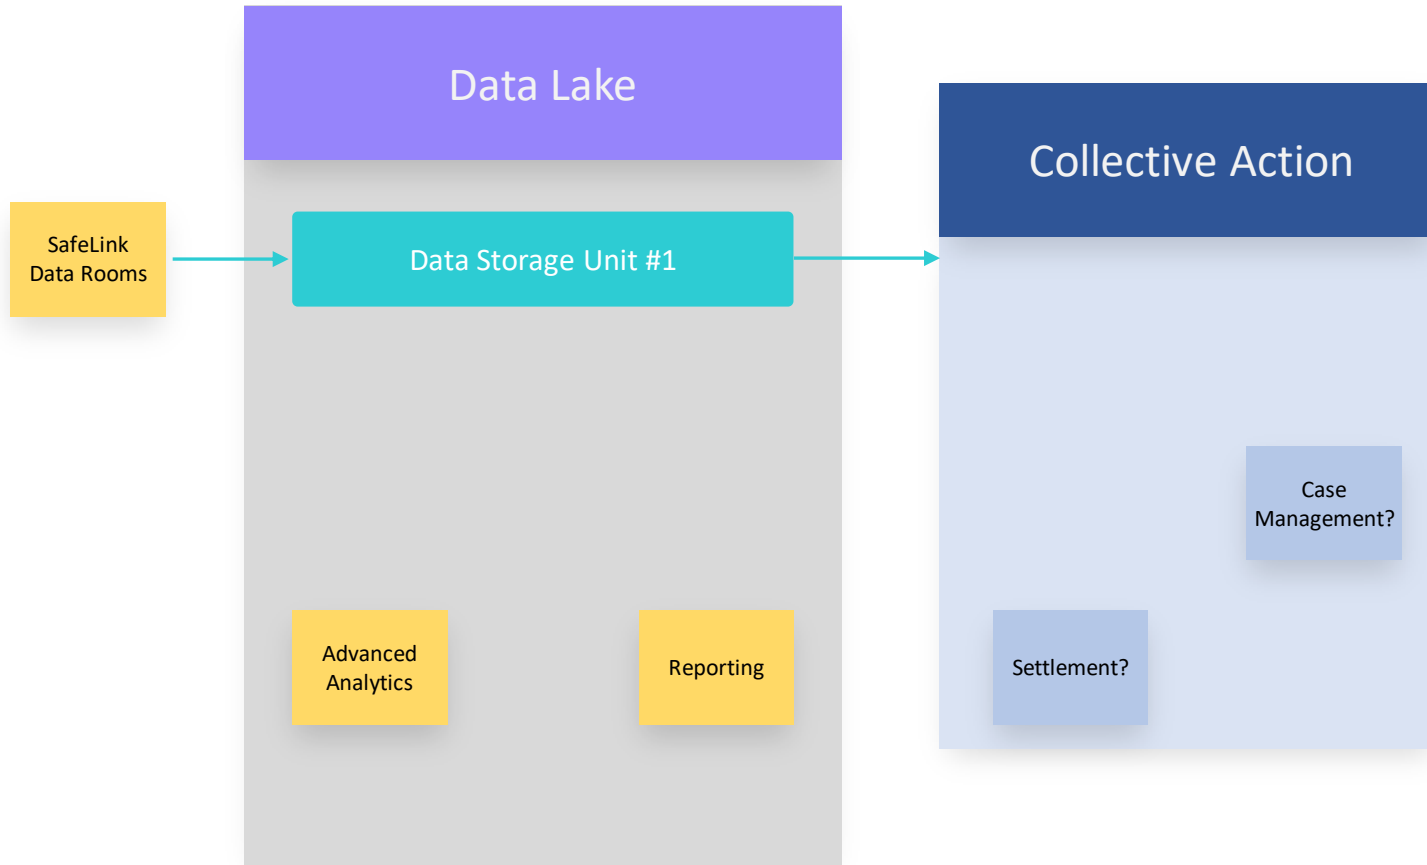 Data Lake
Collective Action
SafeLink
Data Rooms
Data Storage Unit #1
Case
Management?
Advanced
Analytics
Reporting
Settlement?